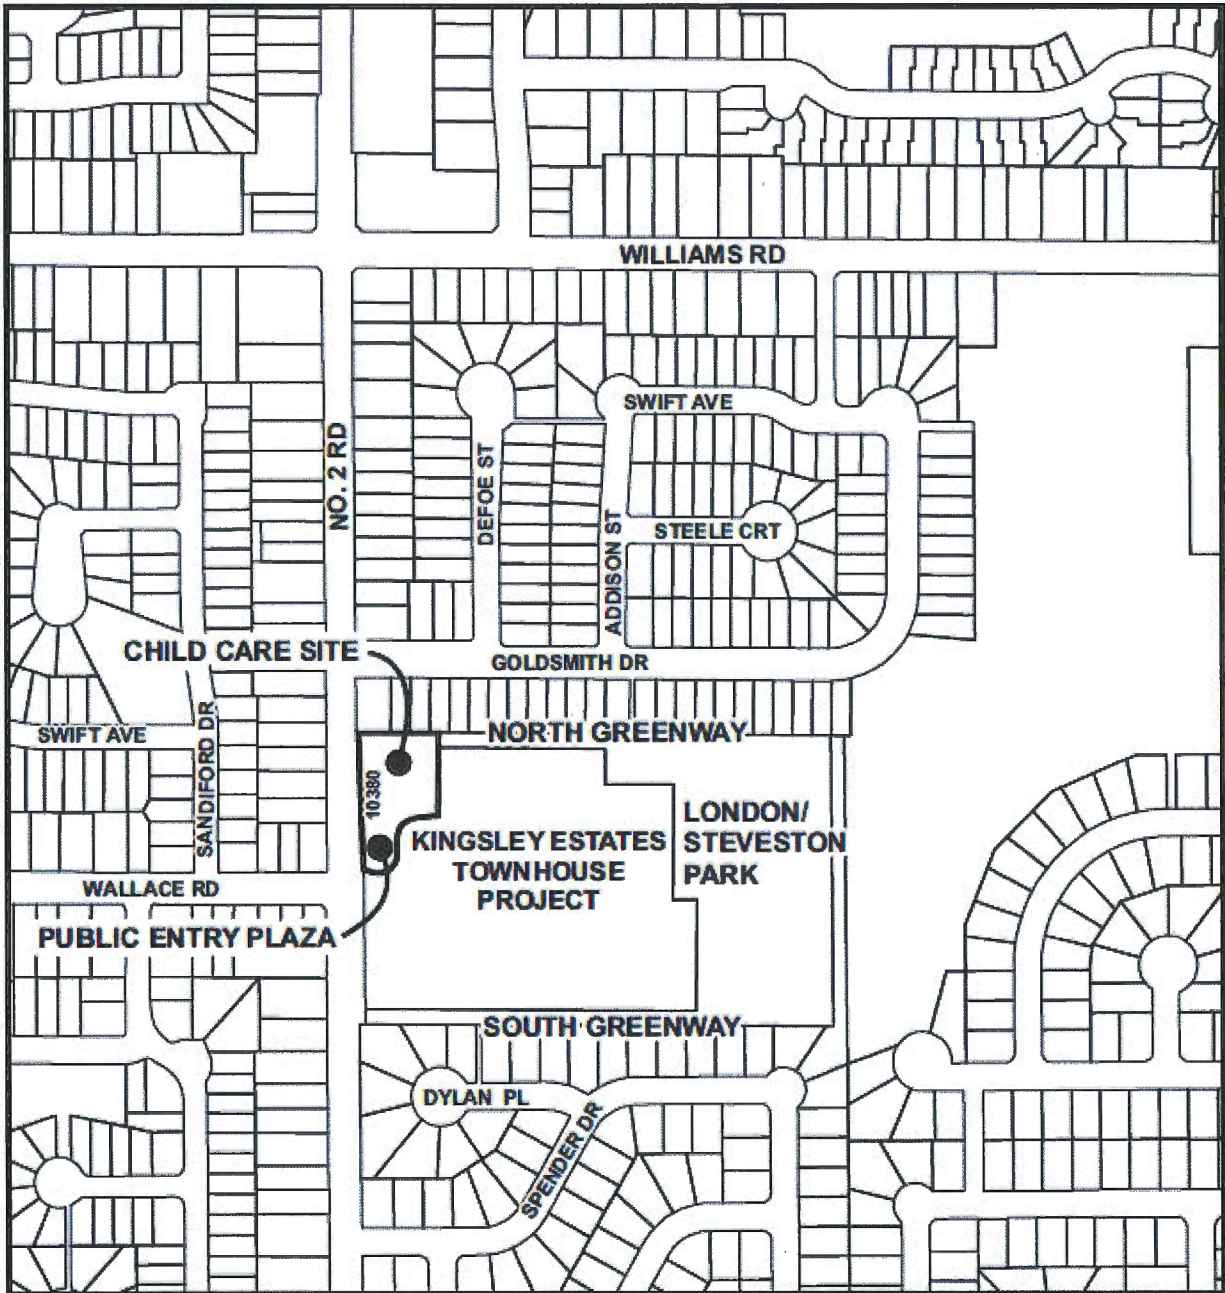 WILLIAMS RD
SWIFT AVE
NO. 2 RD
DEFOE ST
ADDISON ST
STEELE CRT
CHILD CARE SITE
GOLDSMITH DR
SANDIFORD DR
SWIFT AVE
NORTH GREENWAY
10380
LONDON/
STEVESTON
PARK
KINGSLEY ESTATES
TOWNHOUSE
PROJECT
WALLACE RD
PUBLIC ENTRY PLAZA
SOUTH GREENWAY
DYLAN PL
SPENDER DR